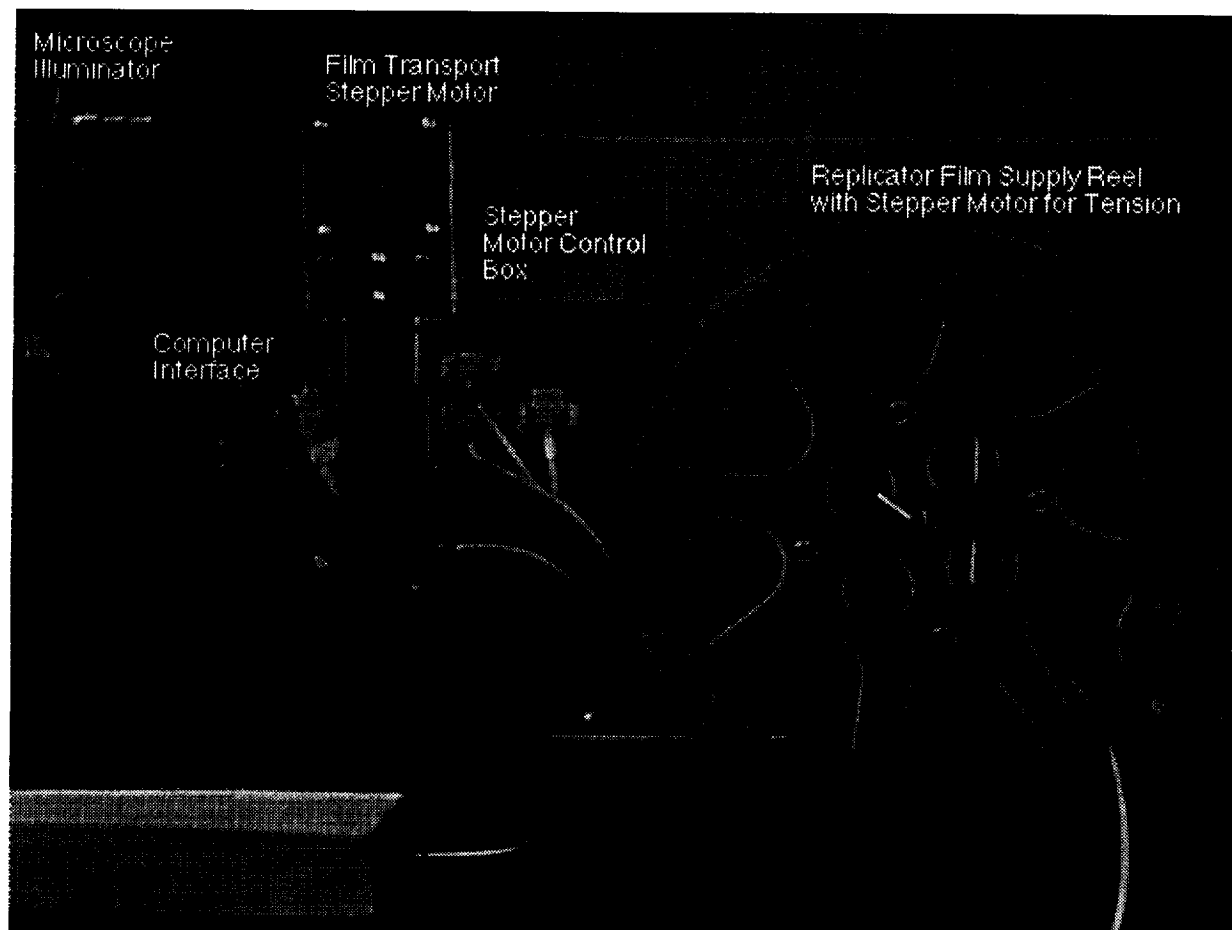 Microscope
Illuminator
Film Transport
Stepper Motor
Replicator Film Supply Reel
with Stepper Motor for Tension
Stepper
Motor Control
Box
Computer
Interface